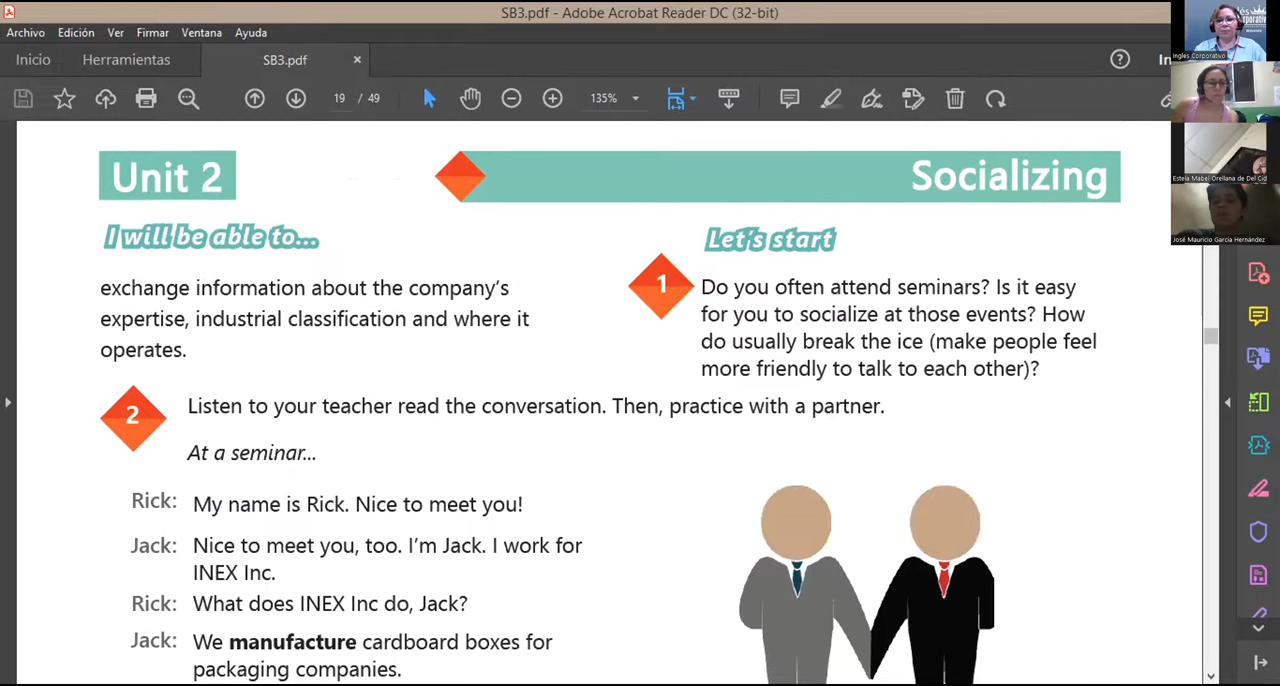 SB3.pdf - Adobe Acrobat Reader DC (32-bit)
Archivo Edición Ver Firmar Ventana Ayuda
Inicio Herramientas SB3.pdf ×
19 / 49 135%
Unit 2 Socializing
I will be able to...
exchange information about the company's
expertise, industrial classification and where it
operates.
Let's start
1
Do you often attend seminars? Is it easy
for you to socialize at those events? How
do usually break the ice (make people feel
more friendly to talk to each other)?
2
Listen to your teacher read the conversation. Then, practice with a partner.
At a seminar...
Rick: My name is Rick. Nice to meet you!
Jack: Nice to meet you, too. I'm Jack. I work for
INEX Inc.
Rick: What does INEX Inc do, Jack?
Jack: We manufacture cardboard boxes for
packaging companies.
Ingles Corporativo
Estela Mabel Orellana de Del Cid
José Mauricio García Hernández